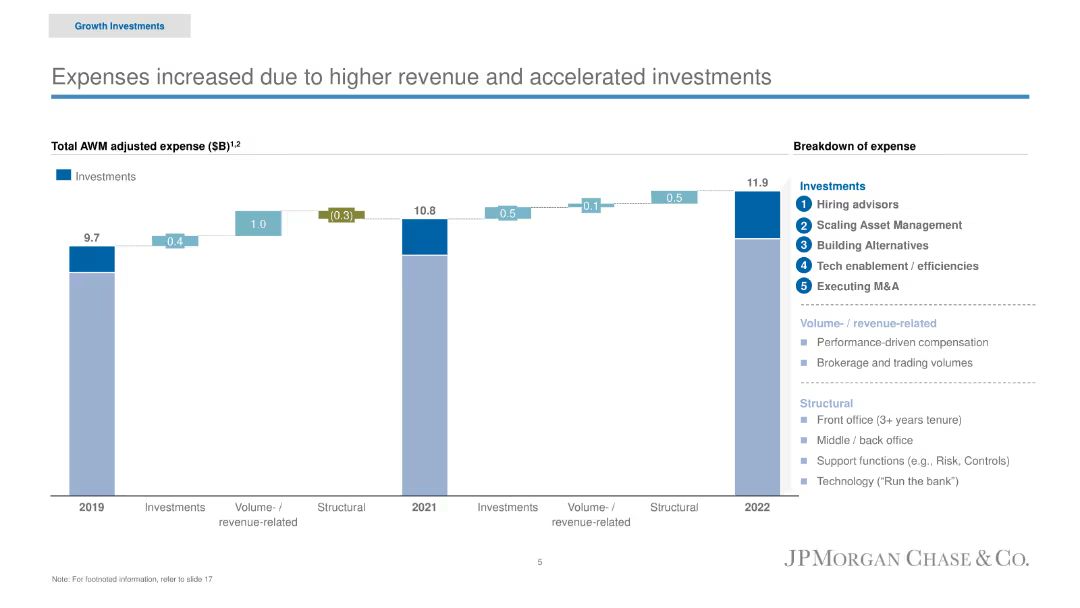 Growth Investments
Expenses increased due to higher revenue and accelerated investments
Total AWM adjusted expense ($B)1,2
Investments
9.7
0.4
1.0
(0.3)
10.8
0.5
0.1
0.5
11.9
2019
Investments
Volume- /
revenue-related
Structural
2021
Investments
Volume- /
revenue-related
Structural
2022
Breakdown of expense
Investments
1 Hiring advisors
2 Scaling Asset Management
3 Building Alternatives
4 Tech enablement / efficiencies
5 Executing M&A
Volume- / revenue-related
Performance-driven compensation
Brokerage and trading volumes
Structural
Front office (3+ years tenure)
Middle / back office
Support functions (e.g., Risk, Controls)
Technology (“Run the bank”)
5
JPMORGAN CHASE & CO.
Note: For footnoted information, refer to slide 17